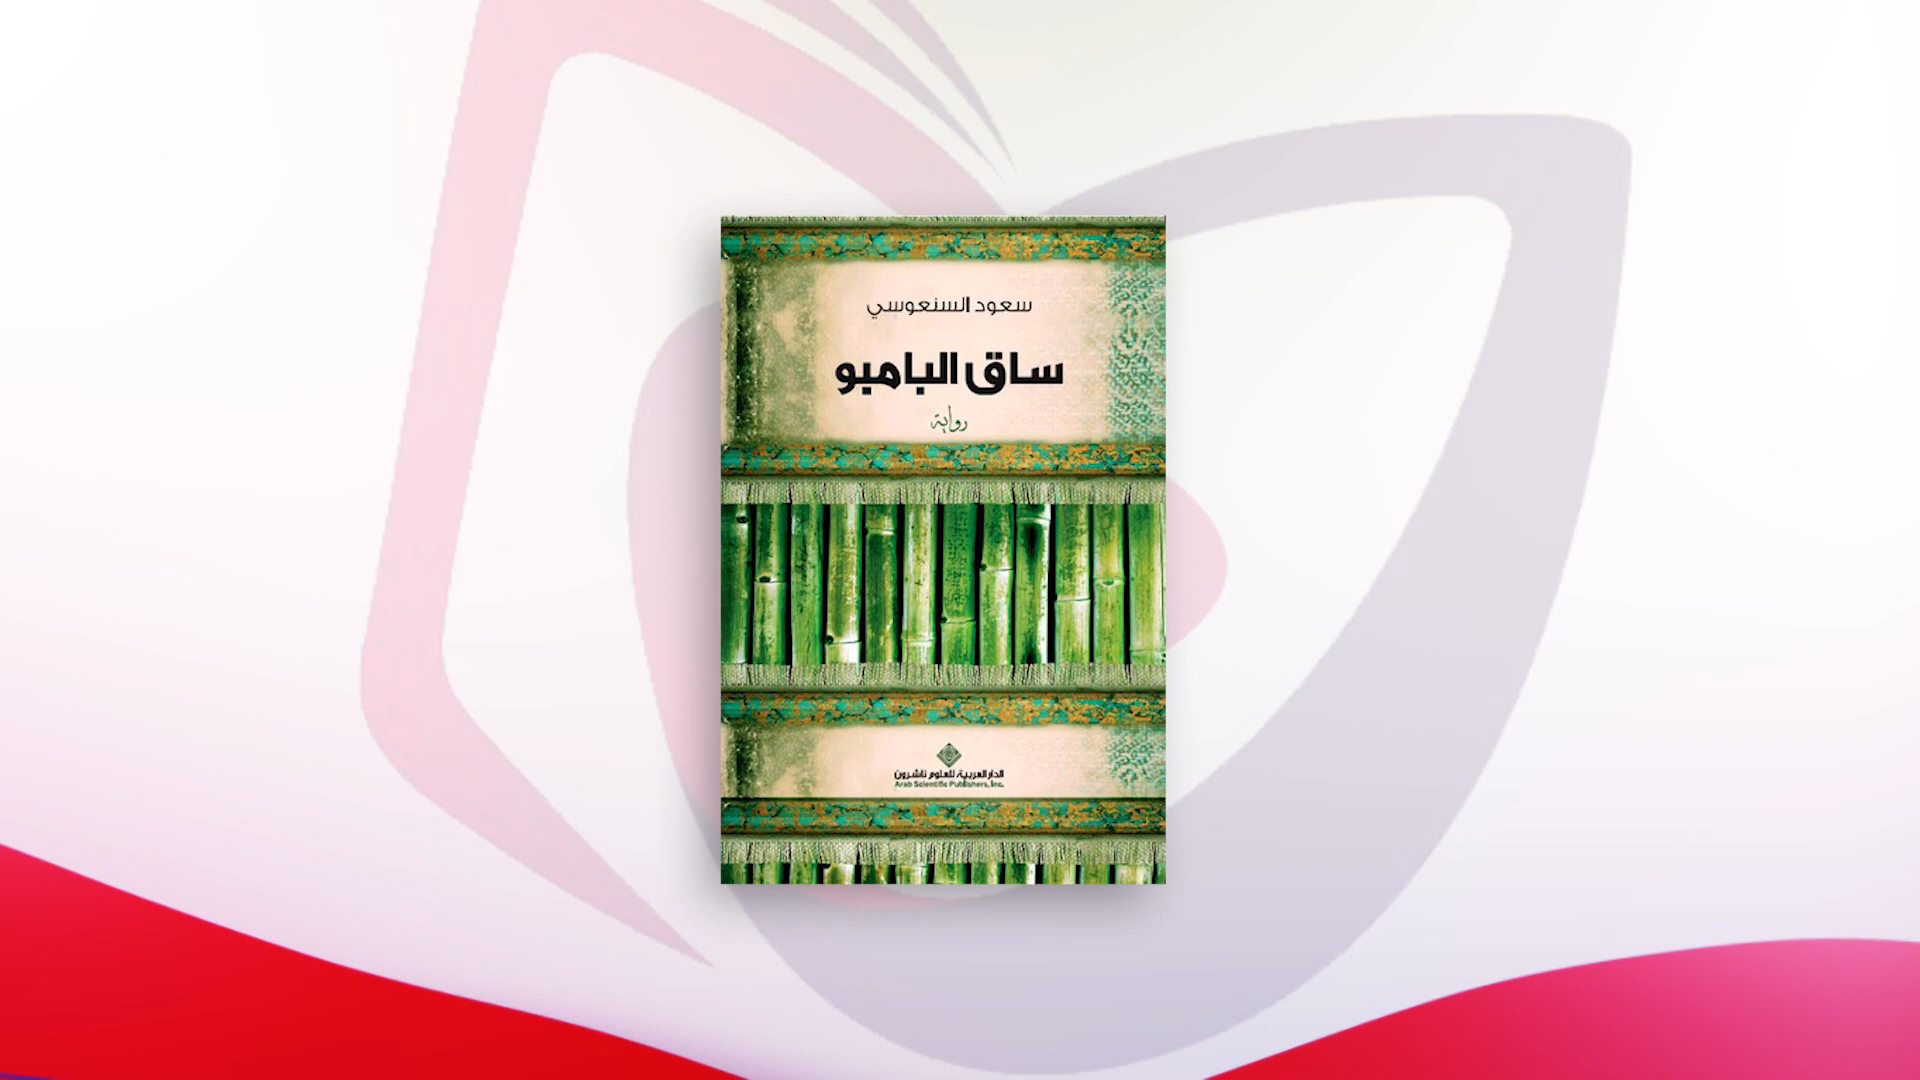 سعود السنعوسي
ساق البامبو
رواية
الدار العربية للعلوم ناشرون
Arab Scientific Publishers, Inc.